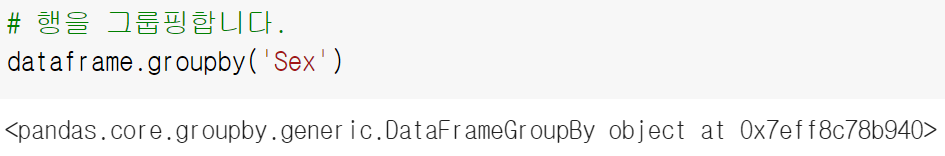 # 행을 그룹핑합니다.
dataframe.groupby('Sex')
<pandas.core.groupby.generic.DataFrameGroupBy object at 0x7eff8c78b940>